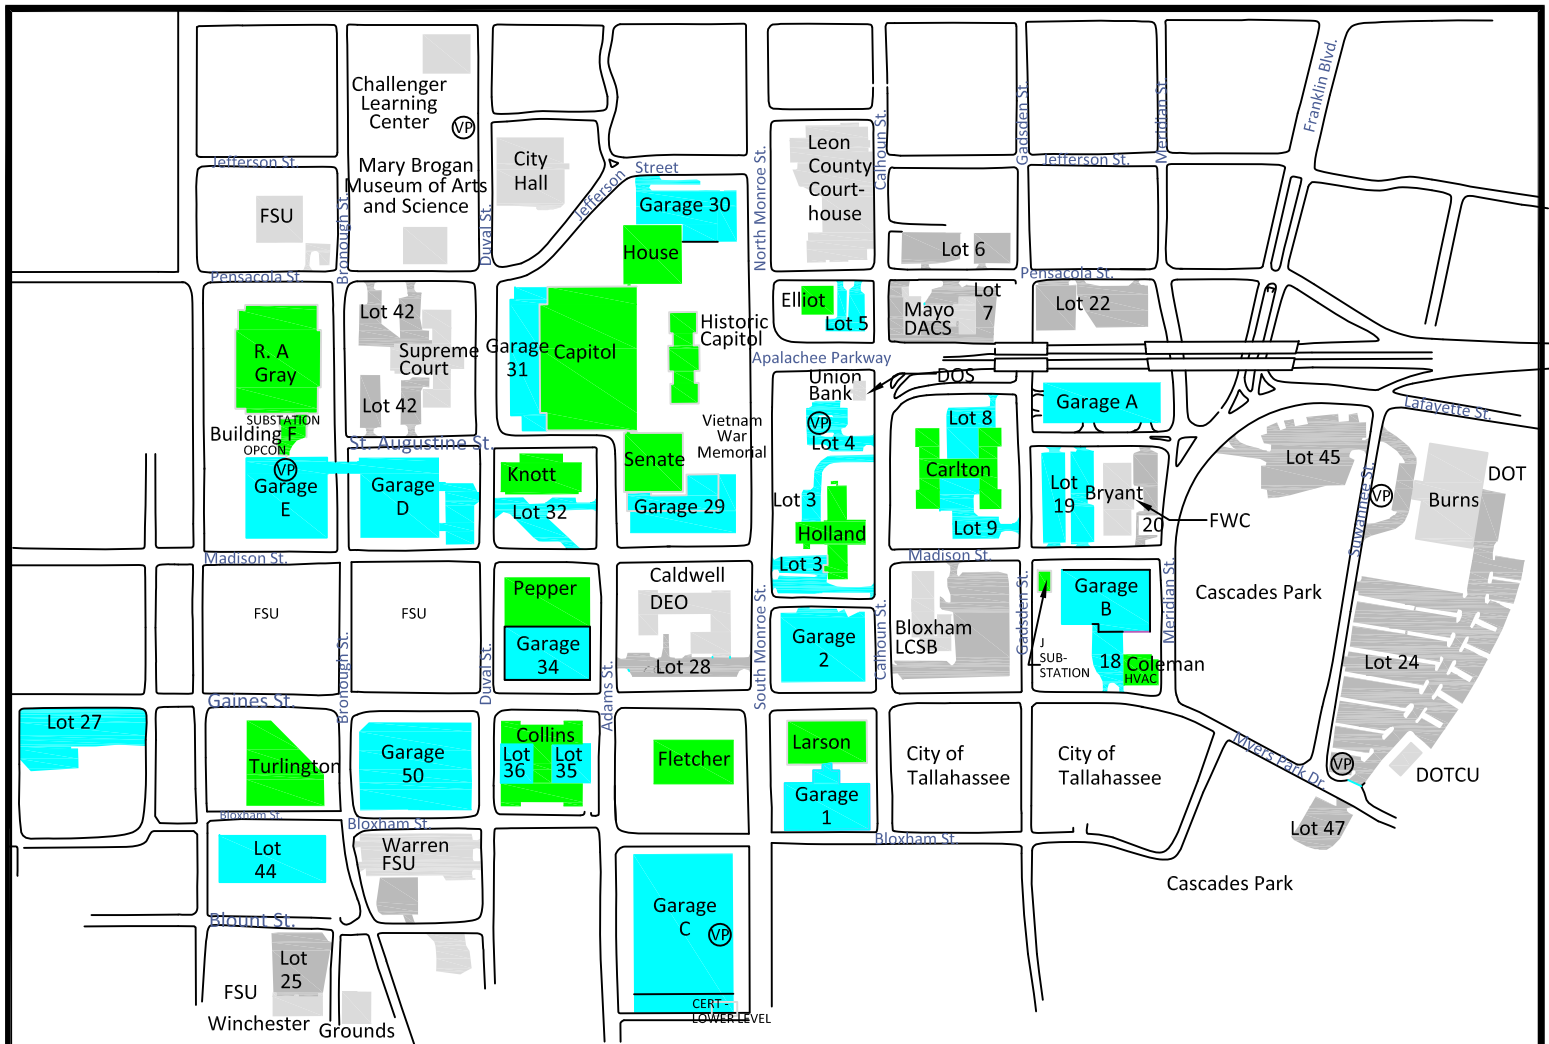 Challenger
Learning
Center
VP
Mary Brogan
Museum of Arts
and Science
City
Hall
Jefferson St.
Jefferson
Street
Garage 30
House
FSU
Bronough St.
Duval St.
Pensacola St.
North Monroe St.
Leon
County
Court-
house
Calhoun St.
Gadsden St.
Meridian St.
Jefferson St.
Franklin Blvd.
Lot 6
Pensacola St.
Elliot
Lot 5
Mayo
DACS
Lot
7
Lot 22
R. A
Gray
SUBSTATION
Building F
OPCON
VP
Garage
E
Lot 42
Supreme
Court
Lot 42
St. Augustine St.
Garage
D
Garage
31
Capitol
Historic
Capitol
Apalachee Parkway
Union
Bank
DOS
VP
Lot 4
Vietnam
War
Memorial
Senate
Garage 29
Knott
Lot 32
Lot 3
Holland
Lot 3
Lot 8
Carlton
Lot 9
Garage A
Lot
19
Bryant
20
FWC
Lot 45
Lafayette St.
Suwannee St.
VP
Burns
DOT
Madison St.
Madison St.
FSU
FSU
Pepper
Garage
34
Caldwell
DEO
Lot 28
Adams St.
South Monroe St.
Garage
2
Calhoun St.
Bloxham
LCSB
Gadsden St.
J
SUB-
STATION
Garage
B
18
Coleman
HVAC
Meridian St.
Cascades Park
Lot 24
Bronough St.
Duval St.
Gaines St.
Lot 27
Turlington
Garage
50
Collins
Lot
36
Lot
35
Fletcher
Larson
Garage
1
City of
Tallahassee
City of
Tallahassee
Myers Park Dr.
VP
DOTCU
Lot 47
Bloxham St.
Bloxham St.
Bloxham St.
Lot
44
Warren
FSU
Cascades Park
Blount St.
Garage
C
VP
CERT -
LOWER LEVEL
Lot
25
FSU
Winchester
Grounds